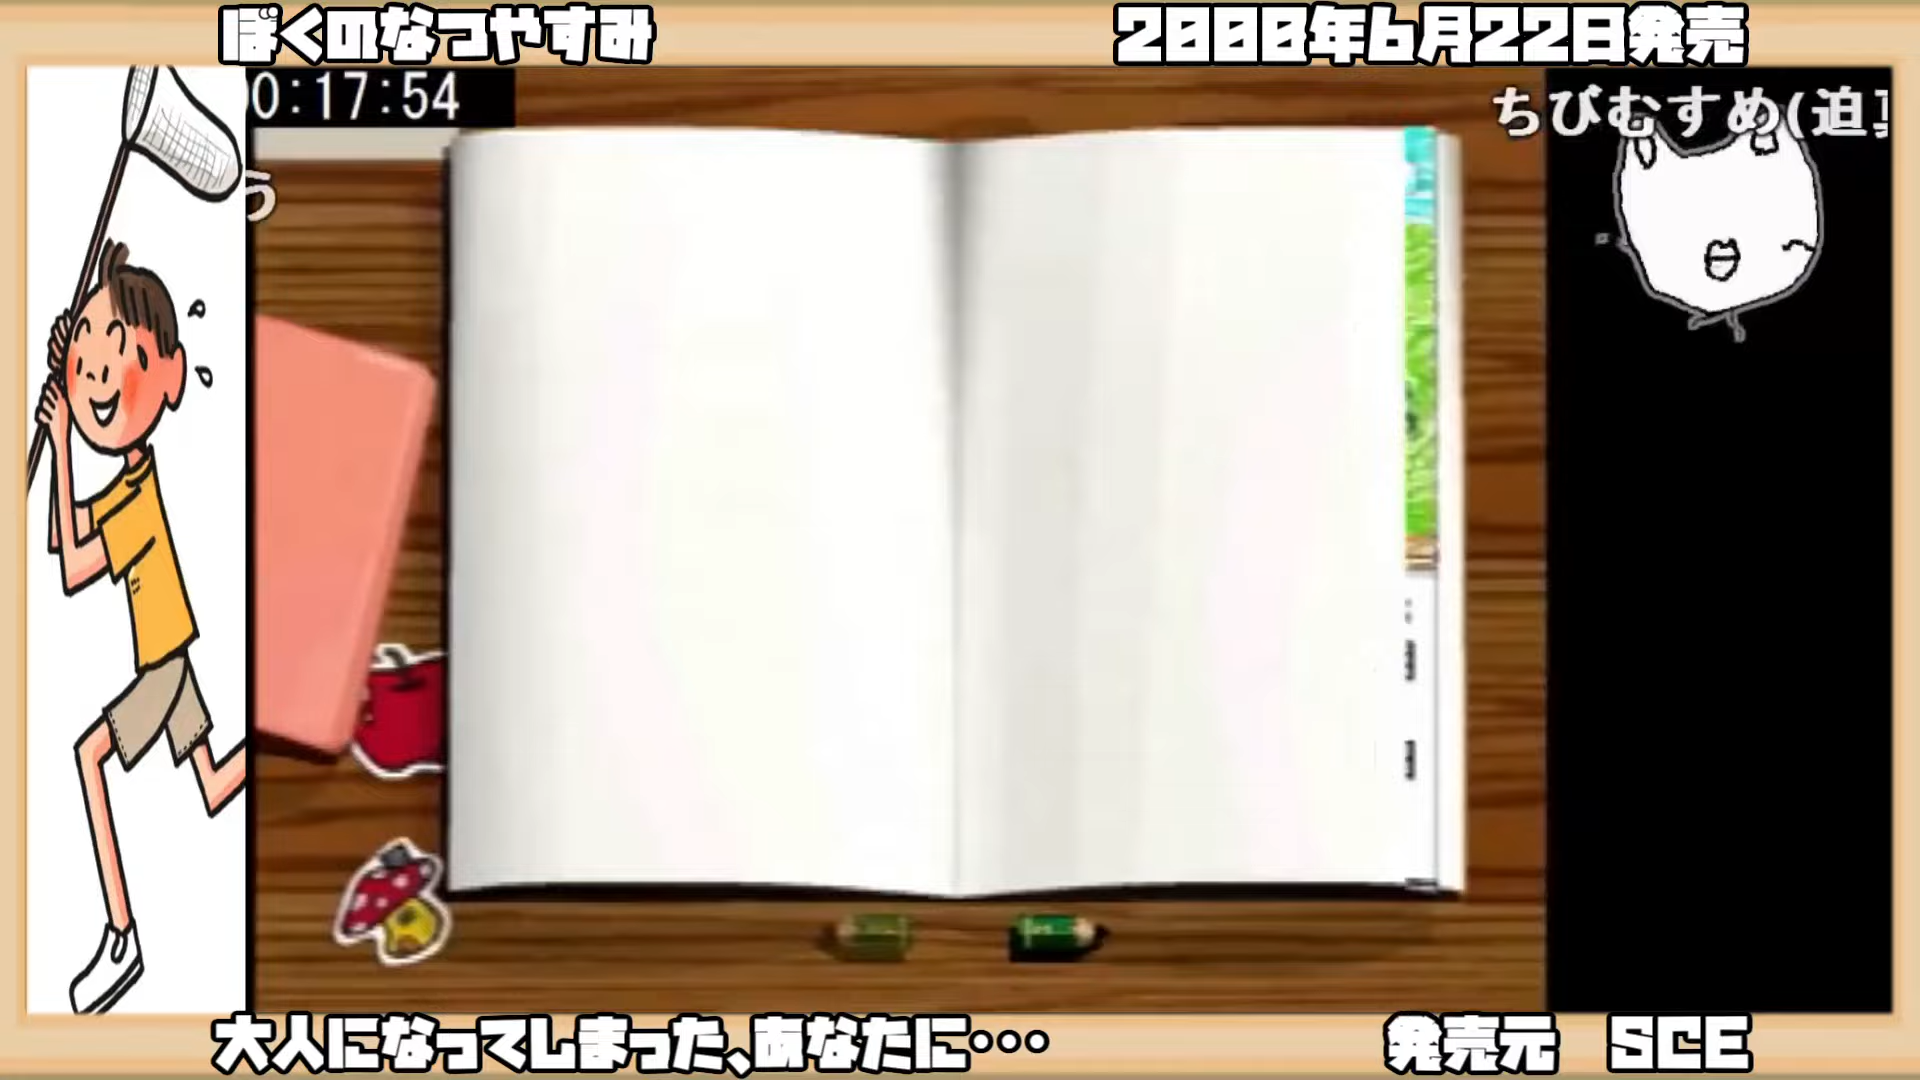 ぼくのなつやすみ
2000年6月22日発売
0:17:54
ちびむすめ(迫
う
大人になってしまった、あなたに・・・
発売元 SCE